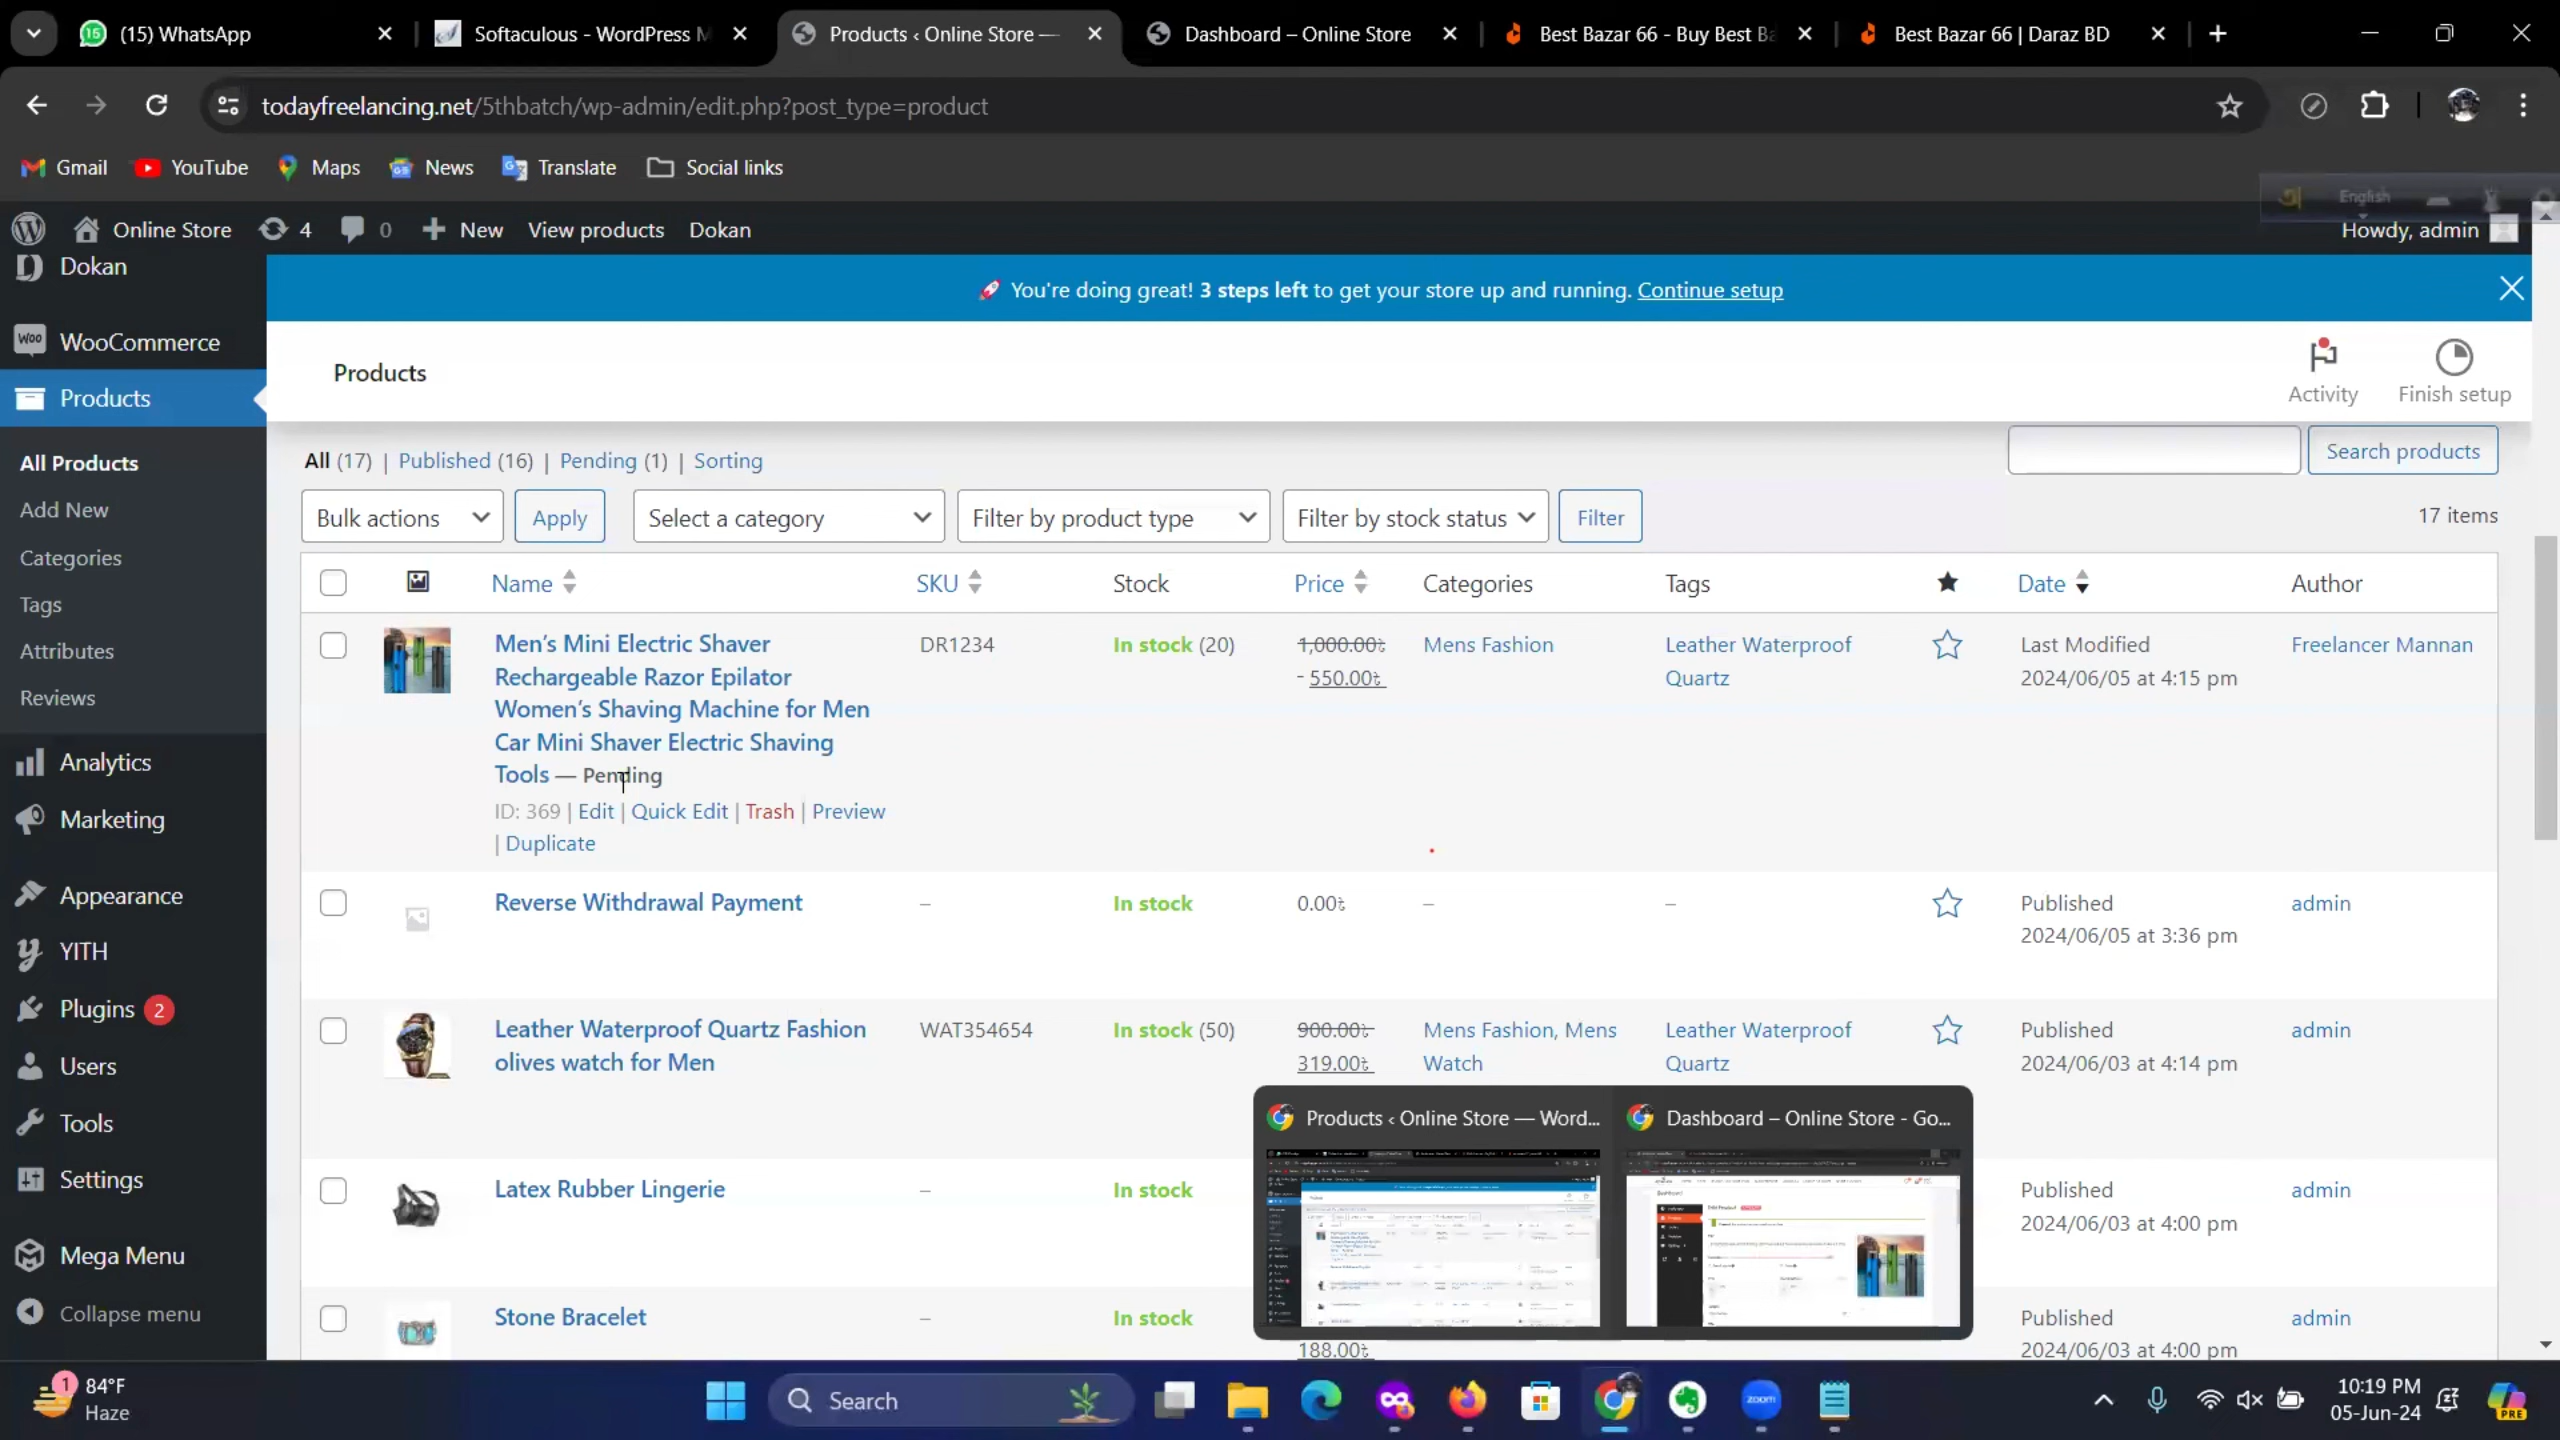 (15) WhatsApp
Softaculous - WordPress M
Products ‹ Online Store —
Dashboard – Online Store
Best Bazar 66 - Buy Best Ba
Best Bazar 66 | Daraz BD
todayfreelancing.net/5thbatch/wp-admin/edit.php?post_type=product
Gmail
YouTube
Maps
News
Translate
Social links
English
Online Store
4
0
New
View products
Dokan
Howdy, admin
Dokan
WooCommerce
Products
All Products
Add New
Categories
Tags
Attributes
Reviews
Analytics
Marketing
Appearance
YITH
Plugins 2
Users
Tools
Settings
Mega Menu
Collapse menu
🚀 You're doing great! 3 steps left to get your store up and running. Continue setup
Products
Activity
Finish setup
All (17) | Published (16) | Pending (1) | Sorting
Search products
Bulk actions
Apply
Select a category
Filter by product type
Filter by stock status
Filter
17 items
Name
SKU
Stock
Price
Categories
Tags
Date
Author
Men's Mini Electric Shaver
Rechargeable Razor Epilator
Women's Shaving Machine for Men
Car Mini Shaver Electric Shaving
Tools — Pending
ID: 369 | Edit | Quick Edit | Trash | Preview
| Duplicate
DR1234
In stock (20)
1,000.00৳
- 550.00৳
Mens Fashion
Leather Waterproof
Quartz
Last Modified
2024/06/05 at 4:15 pm
Freelancer Mannan
Reverse Withdrawal Payment
–
In stock
0.00৳
–
–
Published
2024/06/05 at 3:36 pm
admin
Leather Waterproof Quartz Fashion
olives watch for Men
WAT354654
In stock (50)
900.00৳
319.00৳
Mens Fashion, Mens
Watch
Leather Waterproof
Quartz
Published
2024/06/03 at 4:14 pm
admin
Latex Rubber Lingerie
–
In stock
Published
2024/06/03 at 4:00 pm
admin
Stone Bracelet
–
In stock
188.00৳
Published
2024/06/03 at 4:00 pm
admin
Products ‹ Online Store — Word...
Dashboard – Online Store - Go...
1
84°F
Haze
Search
zoom
10:19 PM
05-Jun-24
PRE